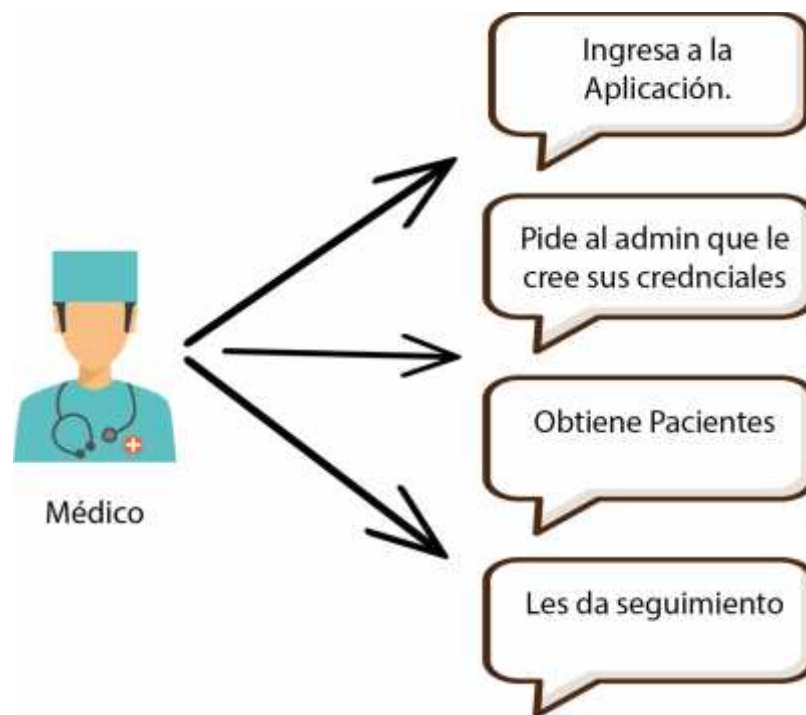 Ingresa a la
Aplicación.
Pide al admin que le
cree sus crednciales
Obtiene Pacientes
Médico
Les da seguimiento